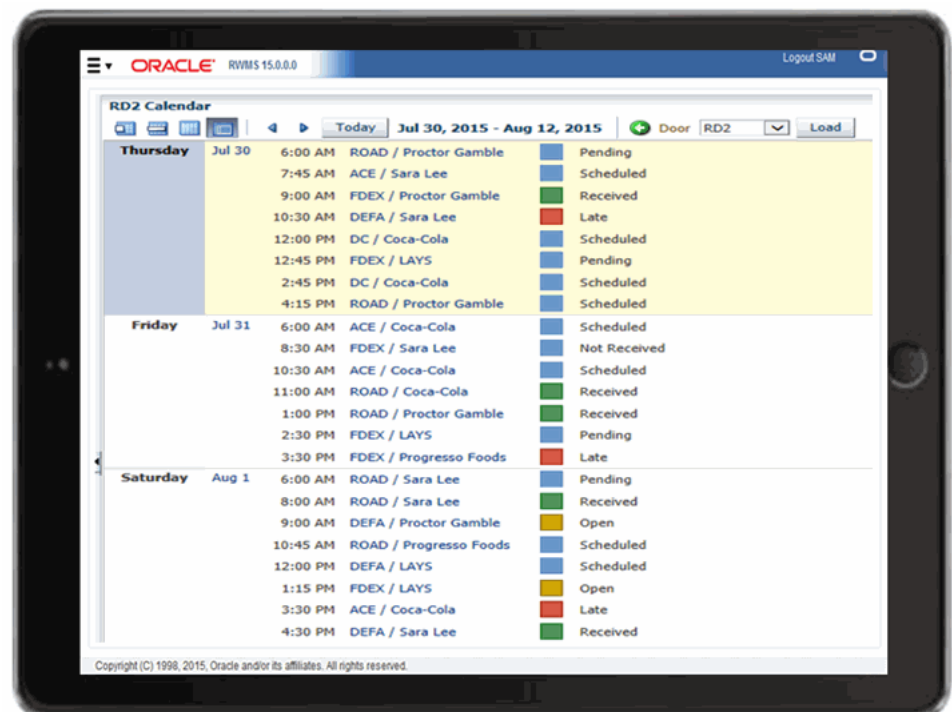 ORACLE RWMS 15.0.0.0 Logout SAM
RD2 Calendar
Today Jul 30, 2015 - Aug 12, 2015 Door RD2 Load
Thursday Jul 30 6:00 AM ROAD / Proctor Gamble Pending
7:45 AM ACE / Sara Lee Scheduled
9:00 AM FDEX / Proctor Gamble Received
10:30 AM DEFA / Sara Lee Late
12:00 PM DC / Coca-Cola Scheduled
12:45 PM FDEX / LAYS Pending
2:45 PM DC / Coca-Cola Scheduled
4:15 PM ROAD / Proctor Gamble Scheduled
Friday Jul 31 6:00 AM ACE / Coca-Cola Scheduled
8:30 AM FDEX / Sara Lee Not Received
10:30 AM ACE / Coca-Cola Scheduled
11:00 AM ROAD / Coca-Cola Received
1:00 PM ROAD / Proctor Gamble Received
2:30 PM FDEX / LAYS Pending
3:30 PM FDEX / Progresso Foods Late
Saturday Aug 1 6:00 AM ROAD / Sara Lee Pending
8:00 AM ROAD / Sara Lee Received
9:00 AM DEFA / Proctor Gamble Open
10:45 AM ROAD / Progresso Foods Scheduled
12:00 PM DEFA / LAYS Scheduled
1:15 PM FDEX / LAYS Open
3:30 PM ACE / Coca-Cola Late
4:30 PM DEFA / Sara Lee Received
Copyright (C) 1998, 2015, Oracle and/or its affiliates. All rights reserved.